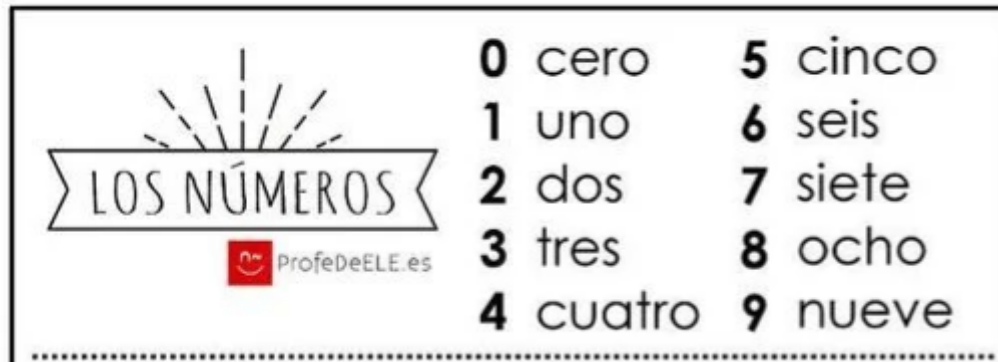 LOS NÚMEROS
ProfeDeELE.es
0 cero
1 uno
2 dos
3 tres
4 cuatro
5 cinco
6 seis
7 siete
8 ocho
9 nueve